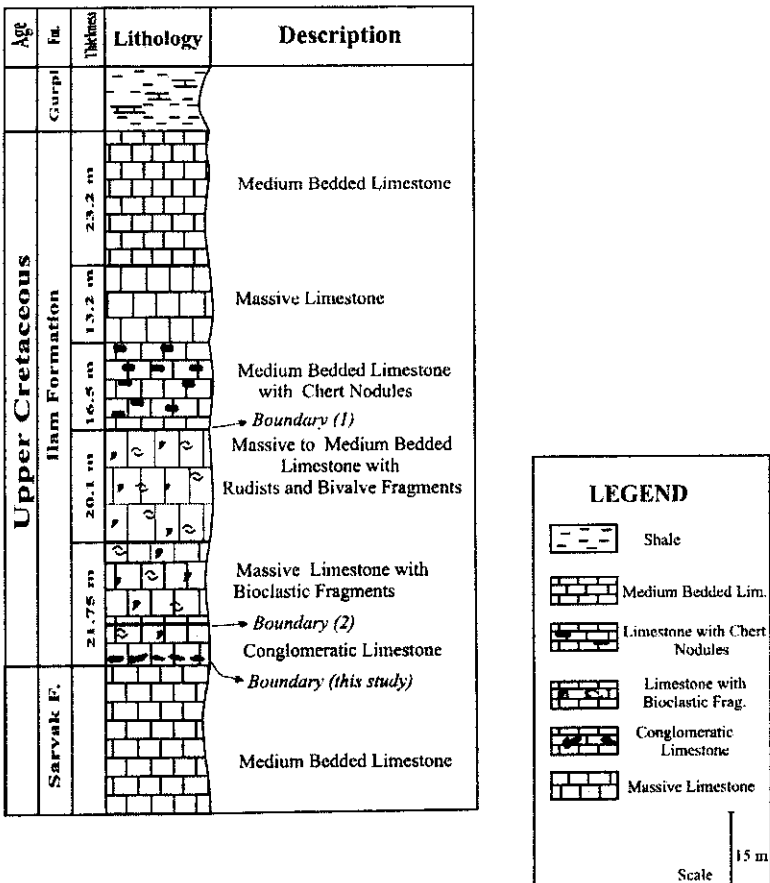 Age
Fm.
Thickness
Lithology
Description
Gurpi
Upper Cretaceous
Ilam Formation
23.2 m
Medium Bedded Limestone
13.2 m
Massive Limestone
16.5 m
Medium Bedded Limestone
with Chert Nodules
Boundary (1)
20.1 m
Massive to Medium Bedded
Limestone with
Rudists and Bivalve Fragments
21.75 m
Massive Limestone with
Bioclastic Fragments
Boundary (2)
Conglomeratic Limestone
Boundary (this study)
Sarvak F.
Medium Bedded Limestone
LEGEND
Shale
Medium Bedded Lim.
Limestone with Chert
Nodules
Limestone with
Bioclastic Frag.
Conglomeratic
Limestone
Massive Limestone
15 m
Scale